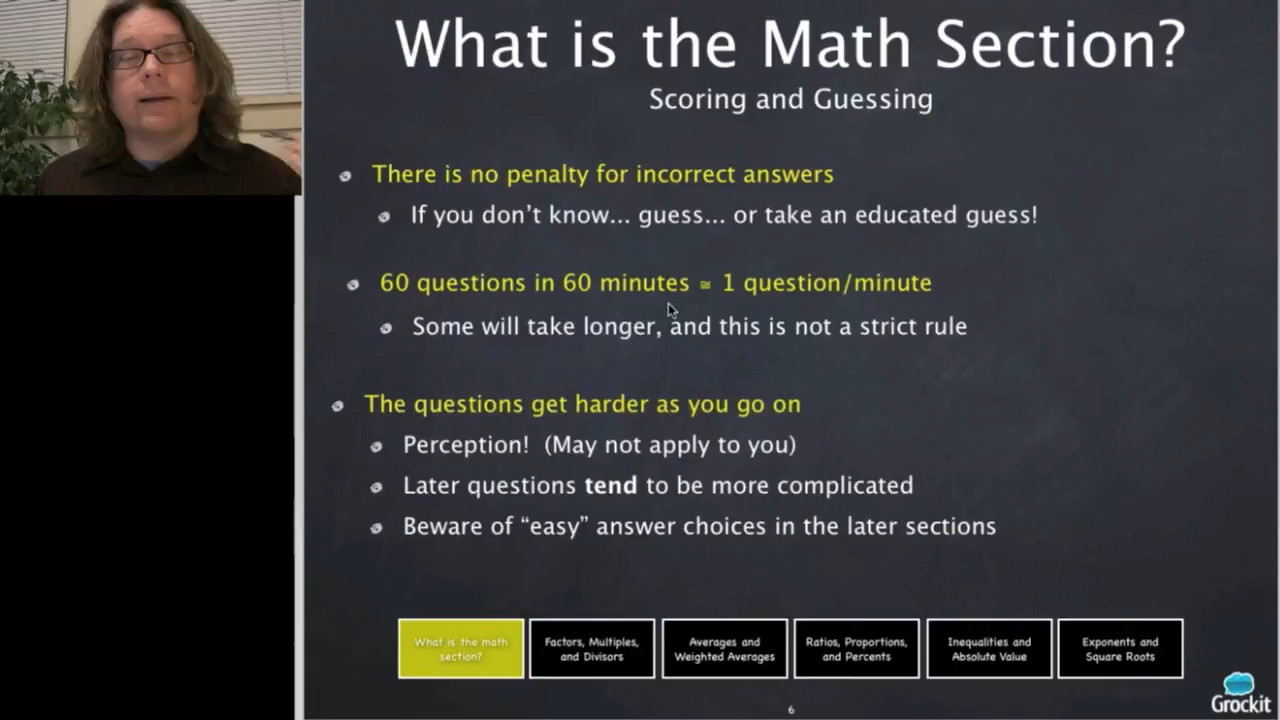 What is the Math Section?
Scoring and Guessing
There is no penalty for incorrect answers
If you don't know... guess... or take an educated guess!
60 questions in 60 minutes ≅ 1 question/minute
Some will take longer, and this is not a strict rule
The questions get harder as you go on
Perception! (May not apply to you)
Later questions tend to be more complicated
Beware of “easy” answer choices in the later sections
What is the math
section?
Factors, Multiples,
and Divisors
Averages and
Weighted Averages
Ratios, Proportions,
and Percents
Inequalities and
Absolute Value
Exponents and
Square Roots
6
Grockit